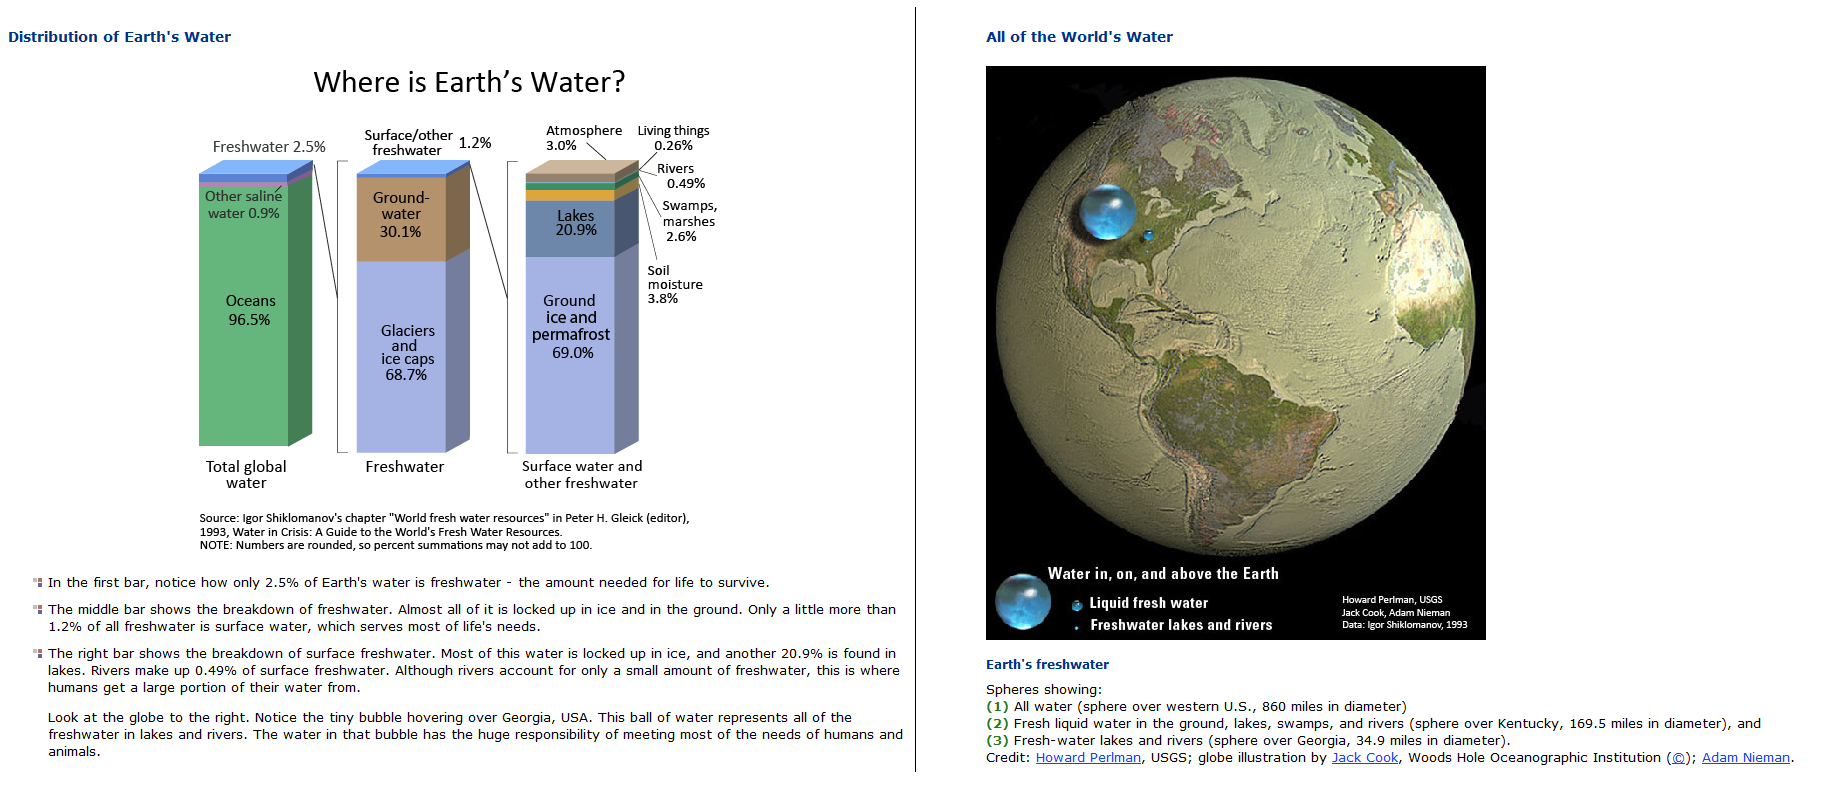 Distribution of Earth's Water
Where is Earth’s Water?
Freshwater 2.5%
Other saline
water 0.9%
Oceans
96.5%
Total global
water
Surface/other
freshwater
1.2%
Ground-
water
30.1%
Glaciers
and
ice caps
68.7%
Freshwater
Atmosphere
3.0%
Living things
0.26%
Rivers
0.49%
Swamps,
marshes
2.6%
Soil
moisture
3.8%
Lakes
20.9%
Ground
ice and
permafrost
69.0%
Surface water and
other freshwater
Source: Igor Shiklomanov's chapter "World fresh water resources" in Peter H. Gleick (editor),
1993, Water in Crisis: A Guide to the World's Fresh Water Resources.
NOTE: Numbers are rounded, so percent summations may not add to 100.
In the first bar, notice how only 2.5% of Earth's water is freshwater - the amount needed for life to survive.
The middle bar shows the breakdown of freshwater. Almost all of it is locked up in ice and in the ground. Only a little more than
1.2% of all freshwater is surface water, which serves most of life's needs.
The right bar shows the breakdown of surface freshwater. Most of this water is locked up in ice, and another 20.9% is found in
lakes. Rivers make up 0.49% of surface freshwater. Although rivers account for only a small amount of freshwater, this is where
humans get a large portion of their water from.
Look at the globe to the right. Notice the tiny bubble hovering over Georgia, USA. This ball of water represents all of the
freshwater in lakes and rivers. The water in that bubble has the huge responsibility of meeting most of the needs of humans and
animals.
All of the World's Water
Water in, on, and above the Earth
Liquid fresh water
Freshwater lakes and rivers
Howard Perlman, USGS
Jack Cook, Adam Nieman
Data: Igor Shiklomanov, 1993
Earth's freshwater
Spheres showing:
(1) All water (sphere over western U.S., 860 miles in diameter)
(2) Fresh liquid water in the ground, lakes, swamps, and rivers (sphere over Kentucky, 169.5 miles in diameter), and
(3) Fresh-water lakes and rivers (sphere over Georgia, 34.9 miles in diameter).
Credit: Howard Perlman, USGS; globe illustration by Jack Cook, Woods Hole Oceanographic Institution (©); Adam Nieman.